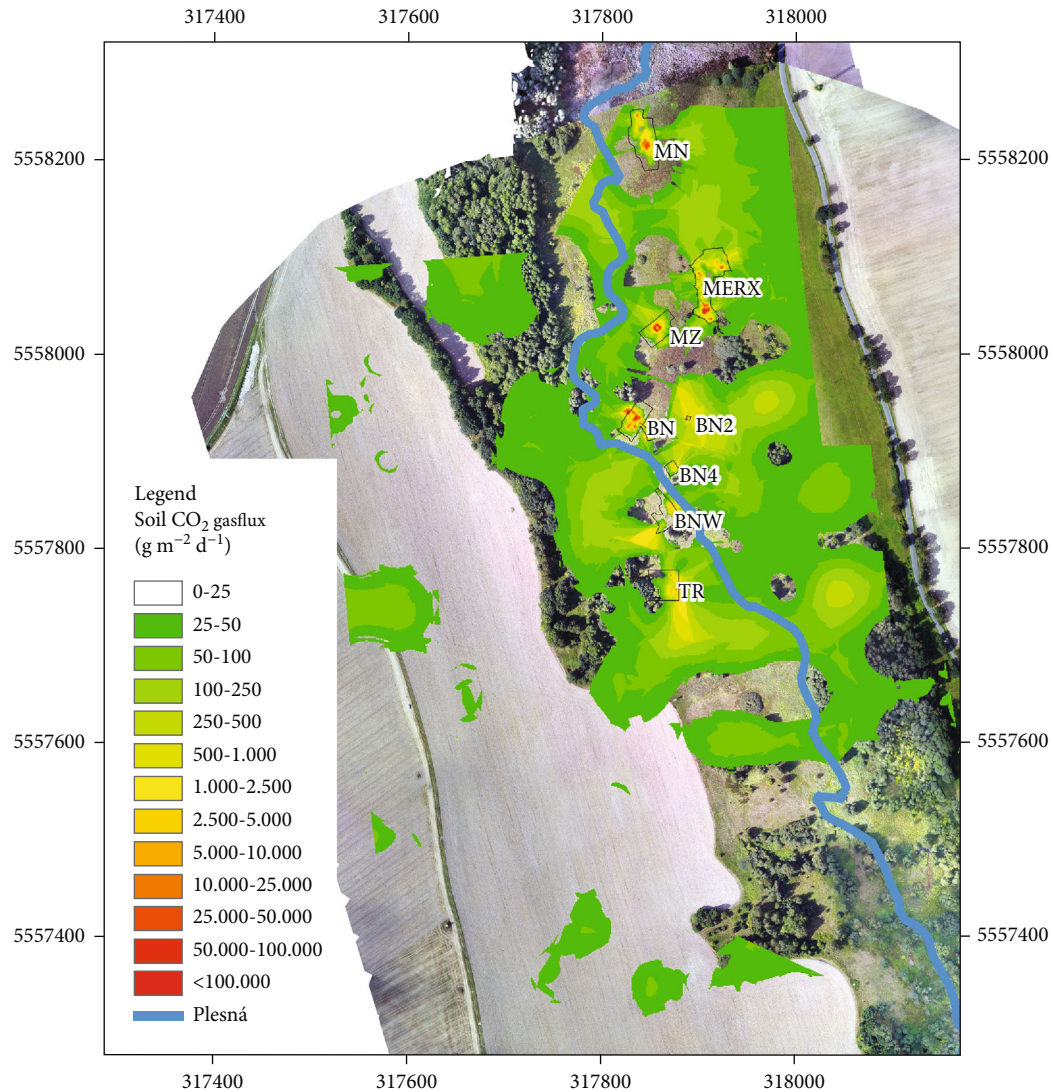 317400 317600 317800 318000
5558200 5558200
MN
MERX
MZ
5558000 5558000
BN2
BN
BN4
BNW
5557800 5557800
TR
5557600 5557600
5557400 5557400
Legend
Soil CO₂ gasflux
(g m⁻² d⁻¹)
0-25
25-50
50-100
100-250
250-500
500-1.000
1.000-2.500
2.500-5.000
5.000-10.000
10.000-25.000
25.000-50.000
50.000-100.000
<100.000
Plesná
317400 317600 317800 318000